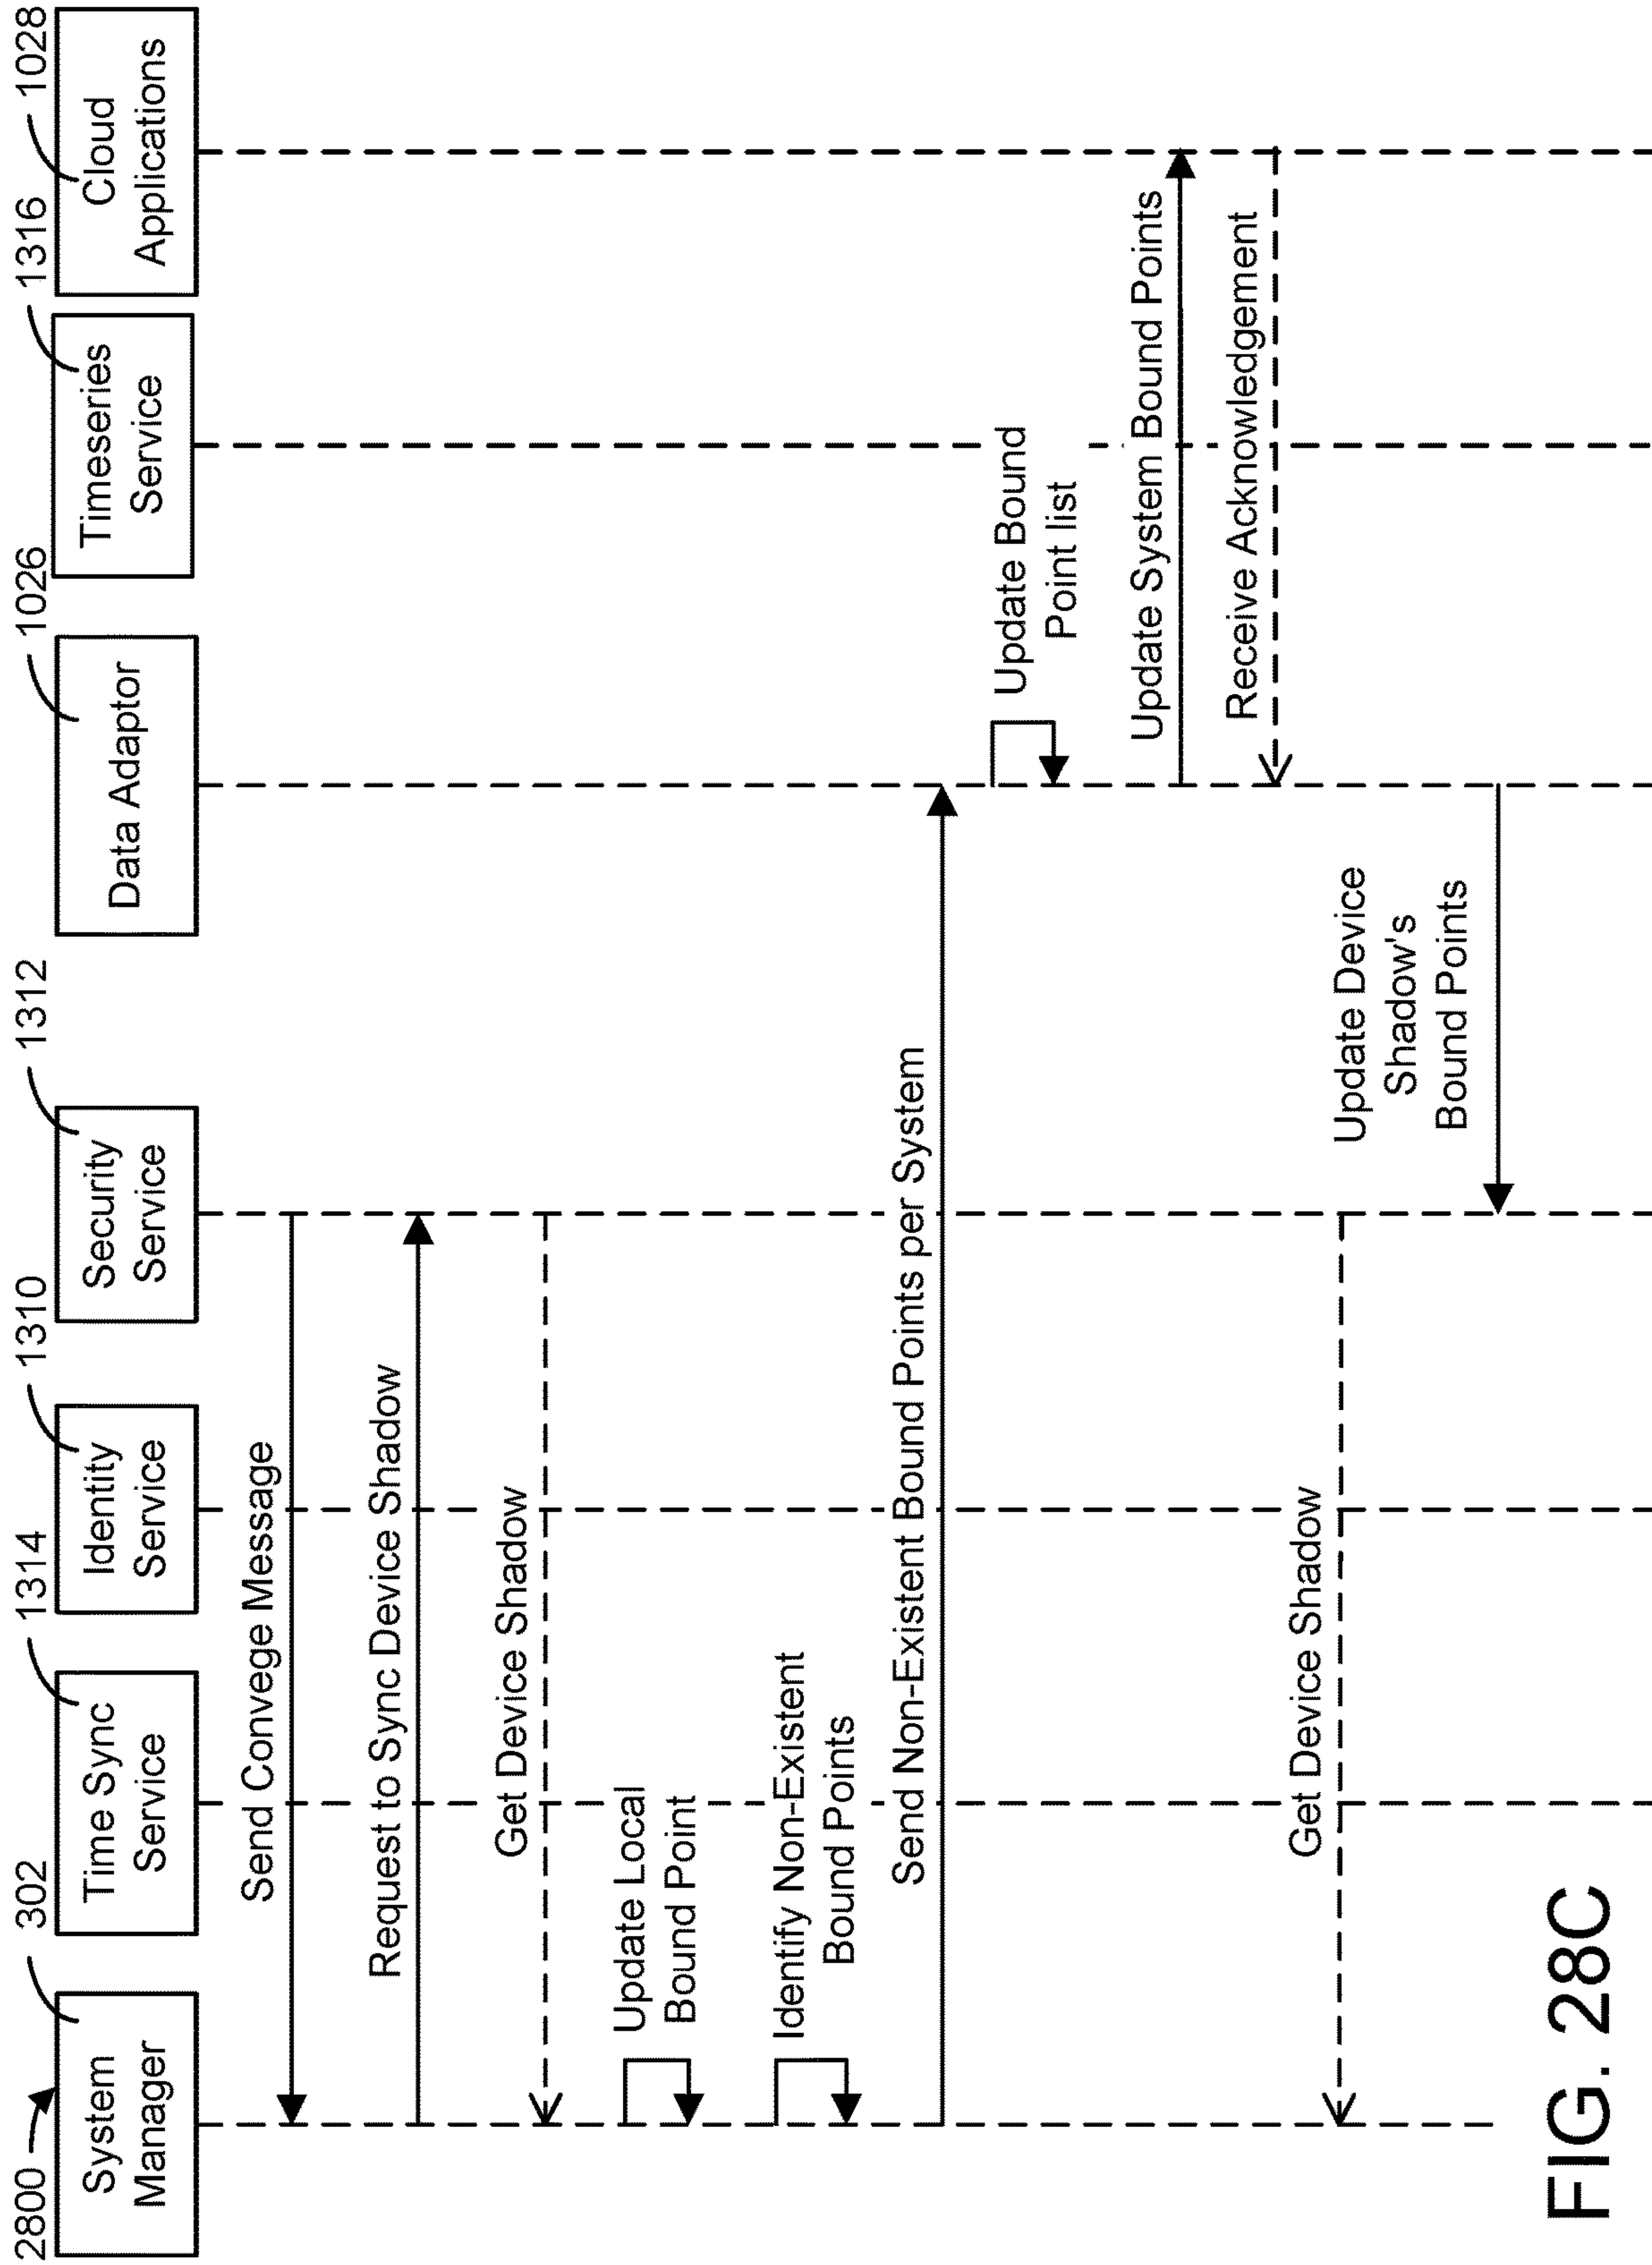 2800
302
1314
1310
1312
1026
1316
1028
System
Manager
Time Sync
Service
Identity
Service
Security
Service
Data Adaptor
Timeseries
Service
Cloud
Applications
Send Convege Message
Request to Sync Device Shadow
Get Device Shadow
Update Local
Bound Point
Identify Non-Existent
Bound Points
Send Non-Existent Bound Points per System
Update Bound
Point list
Update System Bound Points
Receive Acknowledgement
Get Device Shadow
Update Device
Shadow's
Bound Points
FIG. 28C